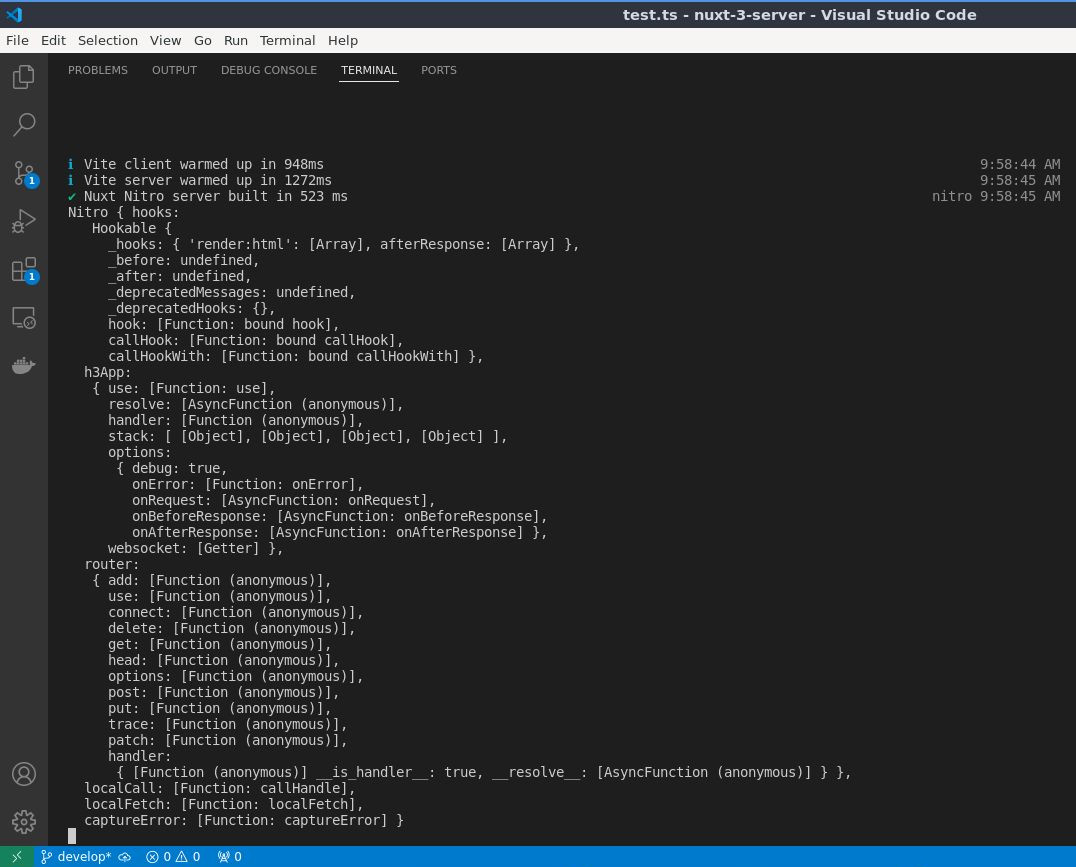 test.ts - nuxt-3-server - Visual Studio Code
File Edit Selection View Go Run Terminal Help
PROBLEMS OUTPUT DEBUG CONSOLE TERMINAL PORTS
ℹ Vite client warmed up in 948ms 9:58:44 AM
ℹ Vite server warmed up in 1272ms 9:58:45 AM
✔ Nuxt Nitro server built in 523 ms nitro 9:58:45 AM
Nitro { hooks:
   Hookable {
     _hooks: { 'render:html': [Array], afterResponse: [Array] },
     _before: undefined,
     _after: undefined,
     _deprecatedMessages: undefined,
     _deprecatedHooks: {},
     hook: [Function: bound hook],
     callHook: [Function: bound callHook],
     callHookWith: [Function: bound callHookWith] },
  h3App:
   { use: [Function: use],
     resolve: [AsyncFunction (anonymous)],
     handler: [Function (anonymous)],
     stack: [ [Object], [Object], [Object], [Object] ],
     options:
      { debug: true,
        onError: [Function: onError],
        onRequest: [AsyncFunction: onRequest],
        onBeforeResponse: [AsyncFunction: onBeforeResponse],
        onAfterResponse: [AsyncFunction: onAfterResponse] },
     websocket: [Getter] },
  router:
   { add: [Function (anonymous)],
     use: [Function (anonymous)],
     connect: [Function (anonymous)],
     delete: [Function (anonymous)],
     get: [Function (anonymous)],
     head: [Function (anonymous)],
     options: [Function (anonymous)],
     post: [Function (anonymous)],
     put: [Function (anonymous)],
     trace: [Function (anonymous)],
     patch: [Function (anonymous)],
     handler:
      { [Function (anonymous)] __is_handler__: true, __resolve__: [AsyncFunction (anonymous)] } },
  localCall: [Function: callHandle],
  localFetch: [Function: localFetch],
  captureError: [Function: captureError] }
1
1
develop* 0 0 0